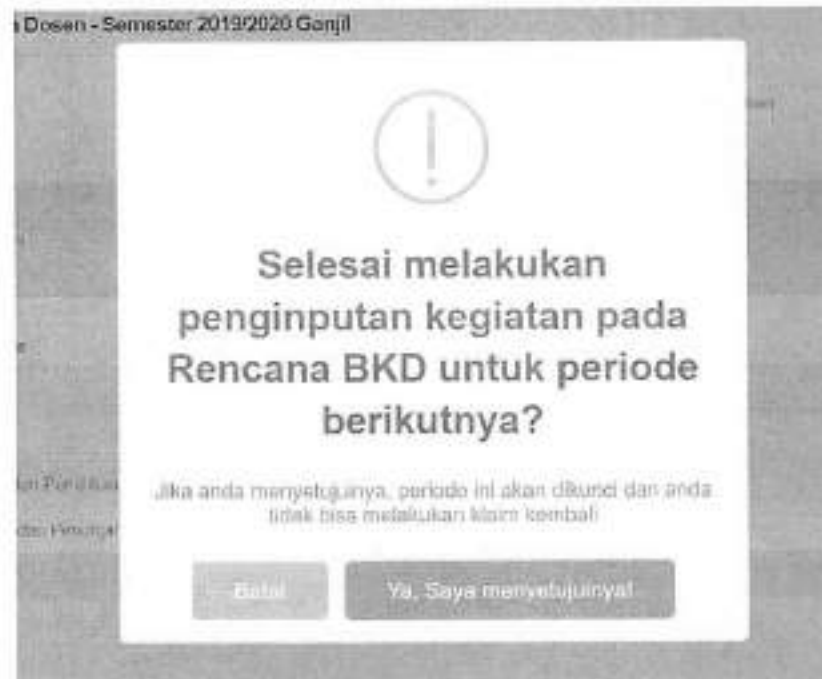 Dosen - Semester 2019/2020 Ganjil
Selesai melakukan
penginputan kegiatan pada
Rencana BKD untuk periode
berikutnya?
Jika anda menyetujuinya, periode ini akan dikunci dan anda
tidak bisa melakukan klaim kembali
Batal
Ya, Saya menyetujuinya!